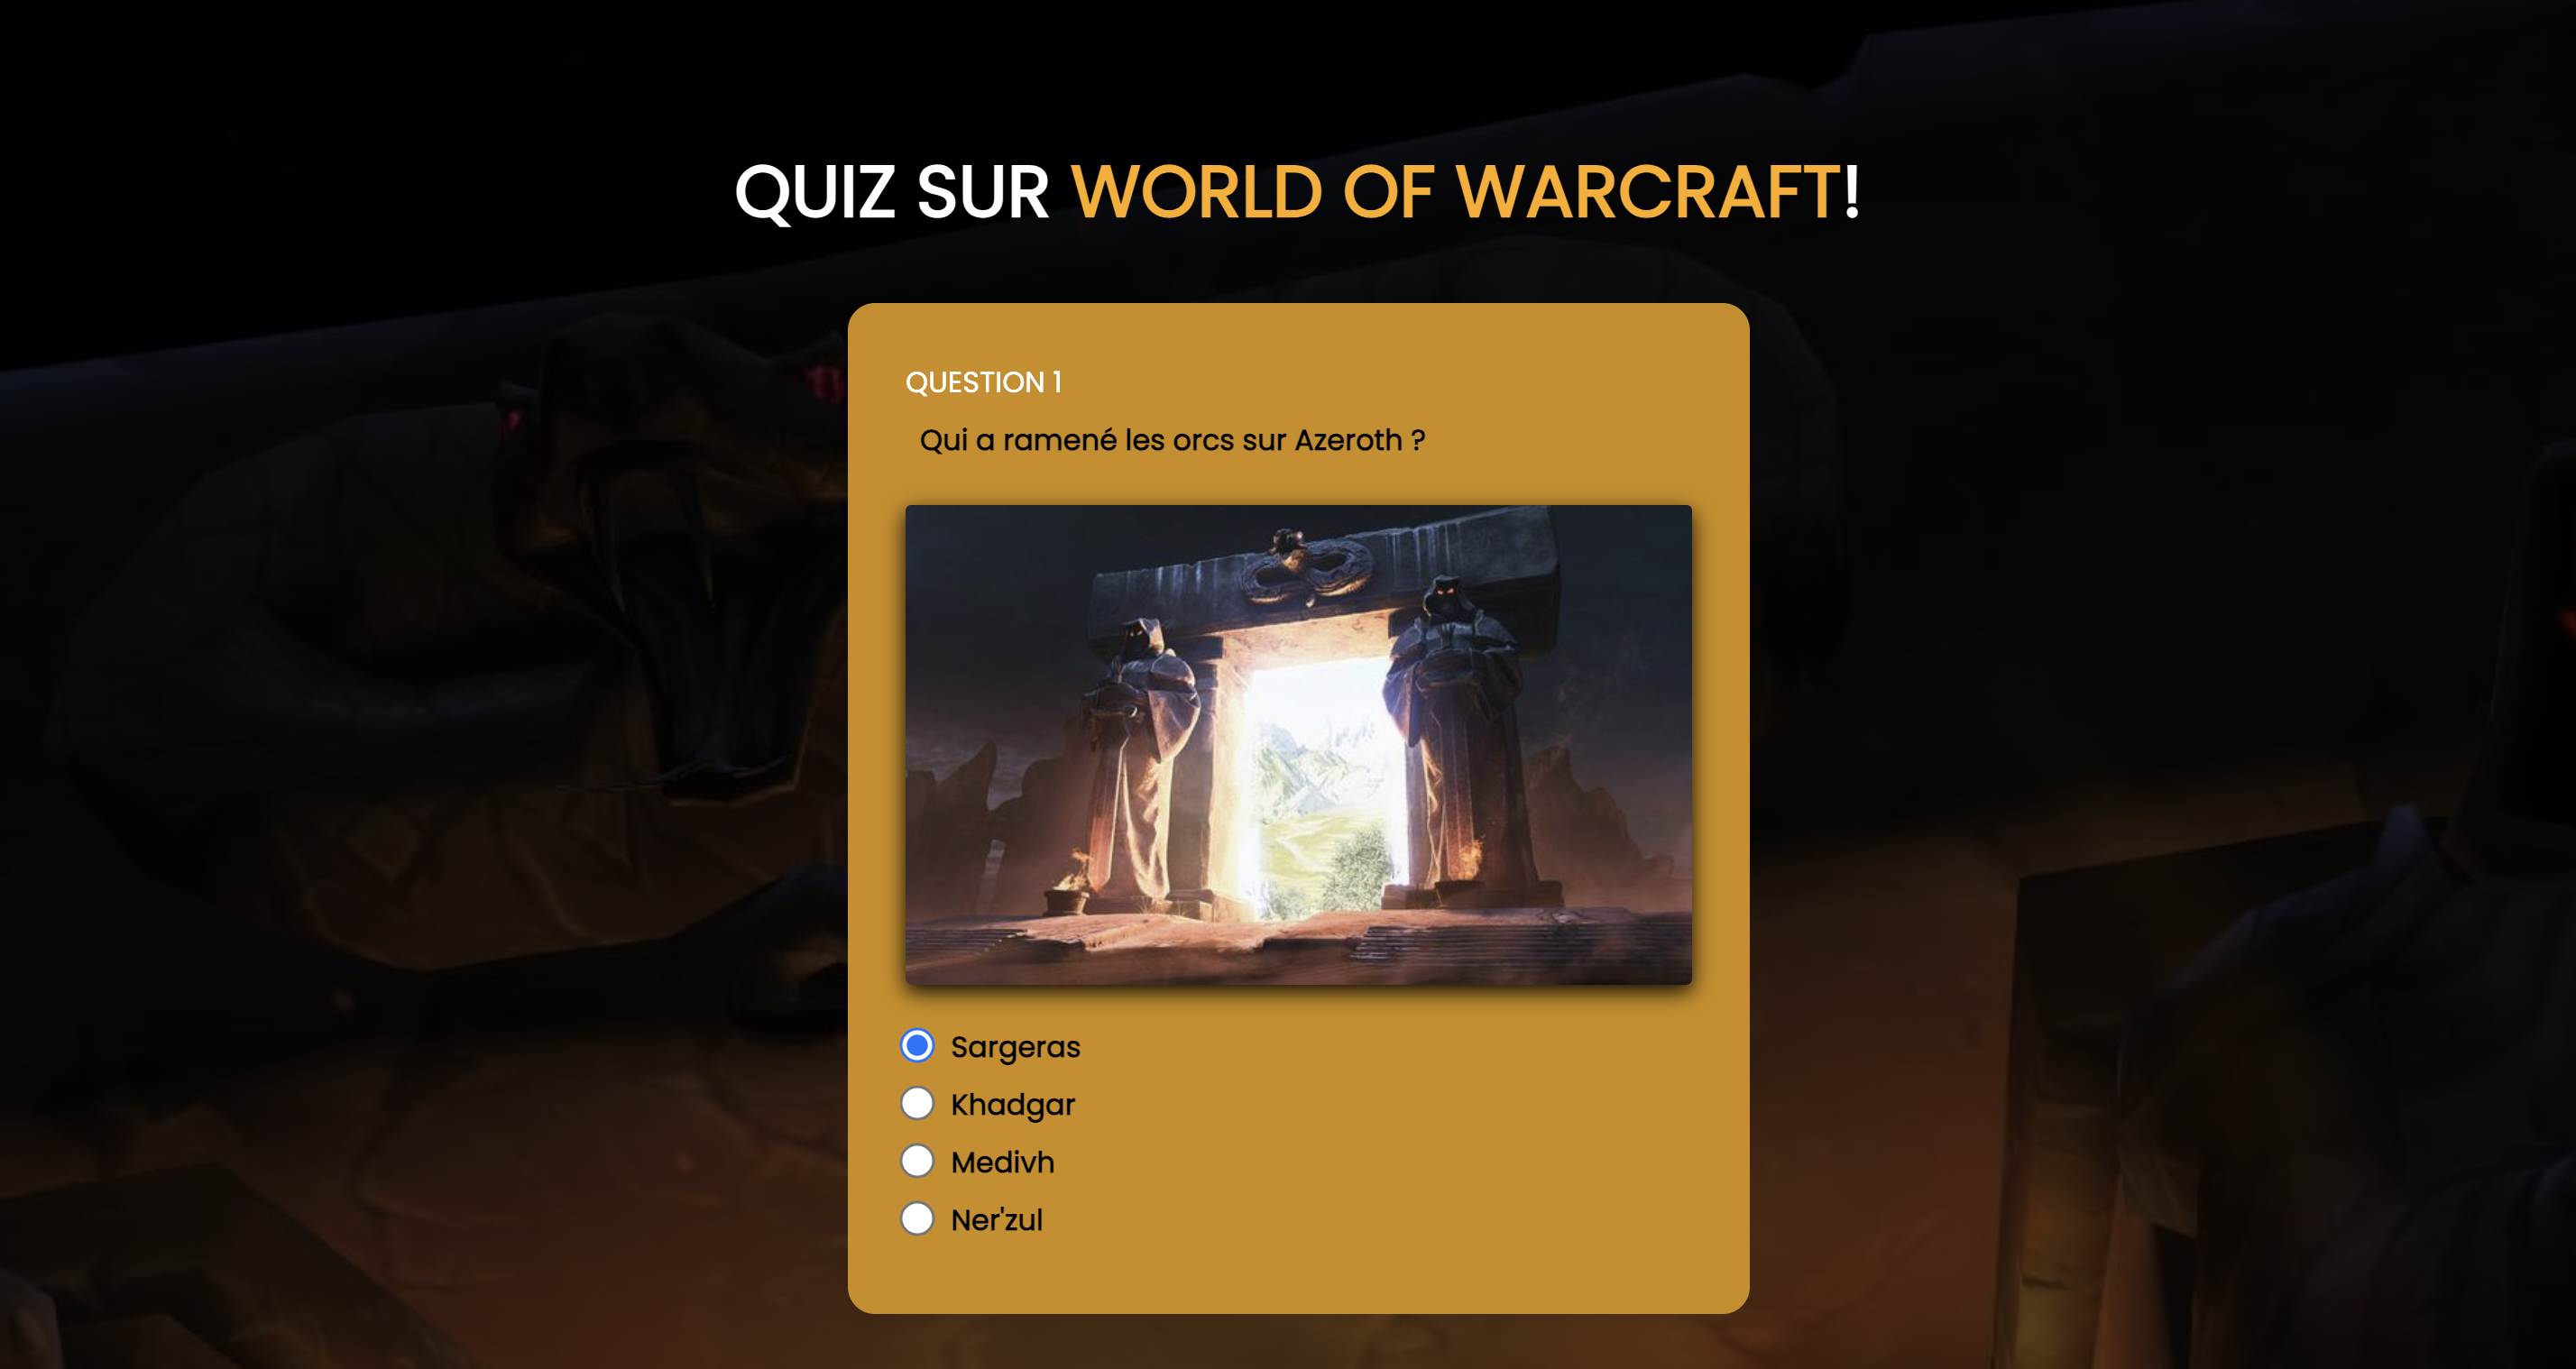 QUIZ SUR WORLD OF WARCRAFT!
QUESTION 1
Qui a ramené les orcs sur Azeroth ?
Sargeras
Khadgar
Medivh
Ner'zul